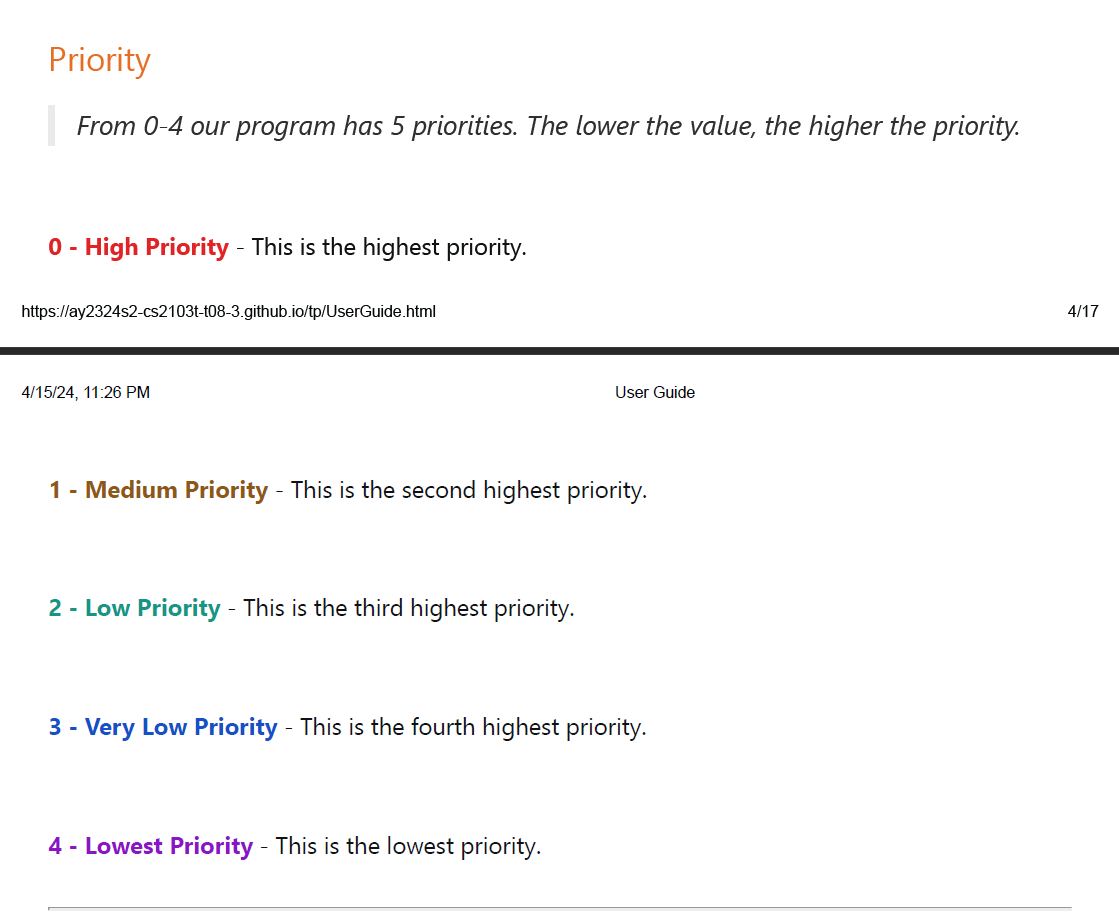 Priority
From 0-4 our program has 5 priorities. The lower the value, the higher the priority.
0 - High Priority - This is the highest priority.
https://ay2324s2-cs2103t-t08-3.github.io/tp/UserGuide.html 4/17
4/15/24, 11:26 PM User Guide
1 - Medium Priority - This is the second highest priority.
2 - Low Priority - This is the third highest priority.
3 - Very Low Priority - This is the fourth highest priority.
4 - Lowest Priority - This is the lowest priority.